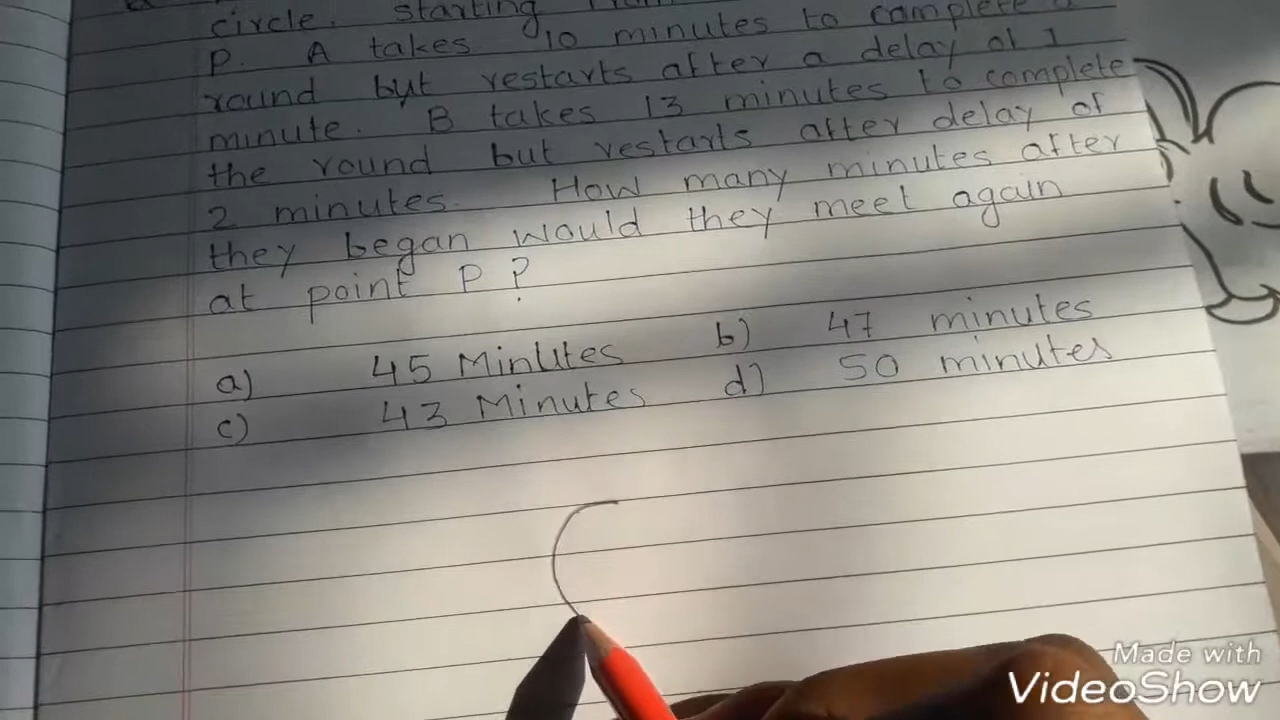 circle. starting
P. A takes 10 minutes to complete a
round but restarts after a delay of 1
minute. B takes 13 minutes to complete
the round but restarts after delay of
2 minutes. How many minutes after
they began would they meet again
at point P ?
a) 45 Minutes b) 47 minutes
c) 43 Minutes d) 50 minutes
Made with
VideoShow